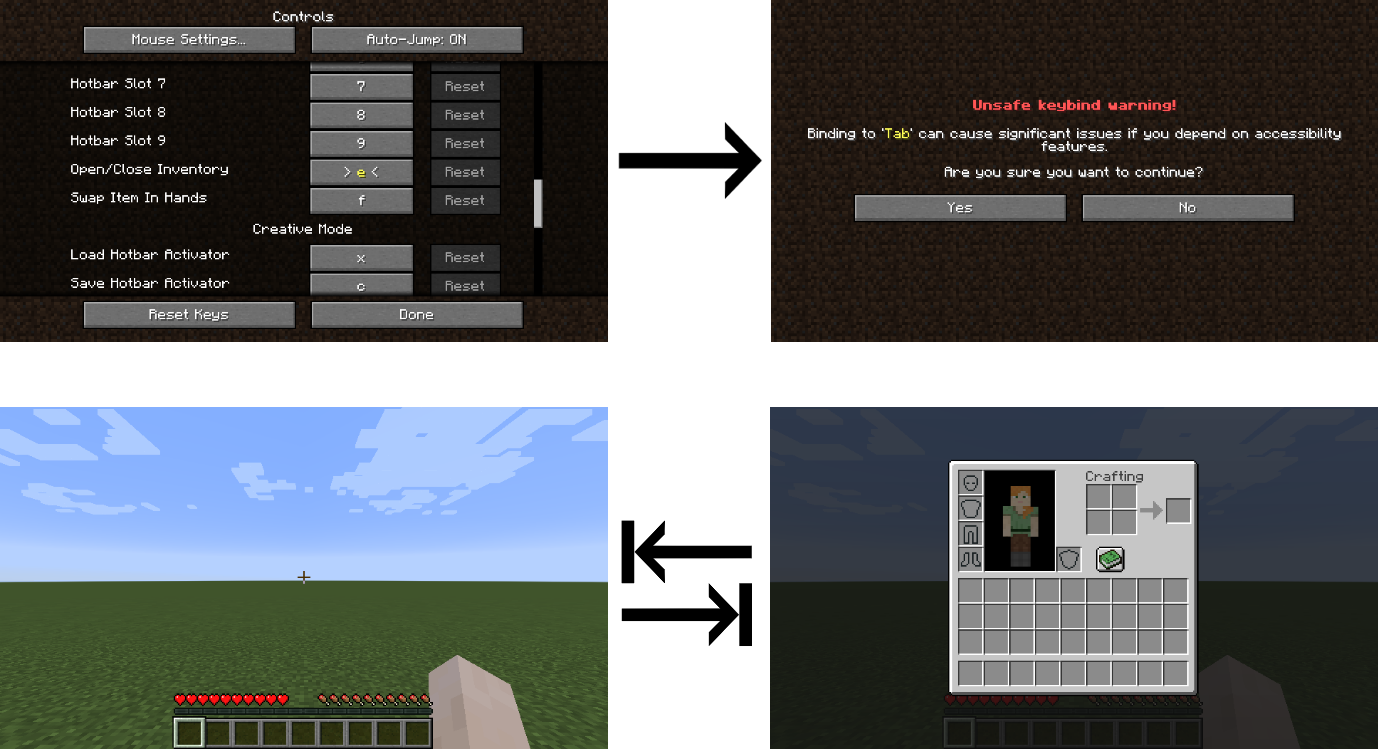 Controls
Mouse Settings...
Auto-Jump: ON
Hotbar Slot 7
7
Reset
Hotbar Slot 8
8
Reset
Hotbar Slot 9
9
Reset
Open/Close Inventory
> e <
Reset
Swap Item In Hands
f
Reset
Creative Mode
Load Hotbar Activator
x
Reset
Save Hotbar Activator
c
Reset
Reset Keys
Done
Unsafe keybind warning!
Binding to 'Tab' can cause significant issues if you depend on accessibility
features.
Are you sure you want to continue?
Yes
No
Crafting